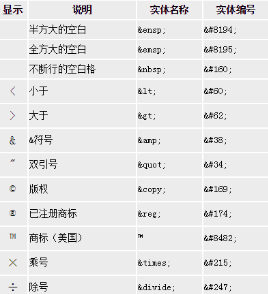 显示 说明 实体名称 实体编号
半方大的空白 &ensp; &#8194;
全方大的空白 &emsp; &#8195;
不断行的空白格 &nbsp; &#160;
< 小于 &lt; &#60;
> 大于 &gt; &#62;
& &符号 &amp; &#38;
" 双引号 &quot; &#34;
© 版权 &copy; &#169;
® 已注册商标 &reg; &#174;
™ 商标（美国） ™ &#8482;
× 乘号 &times; &#215;
÷ 除号 &divide; &#247;